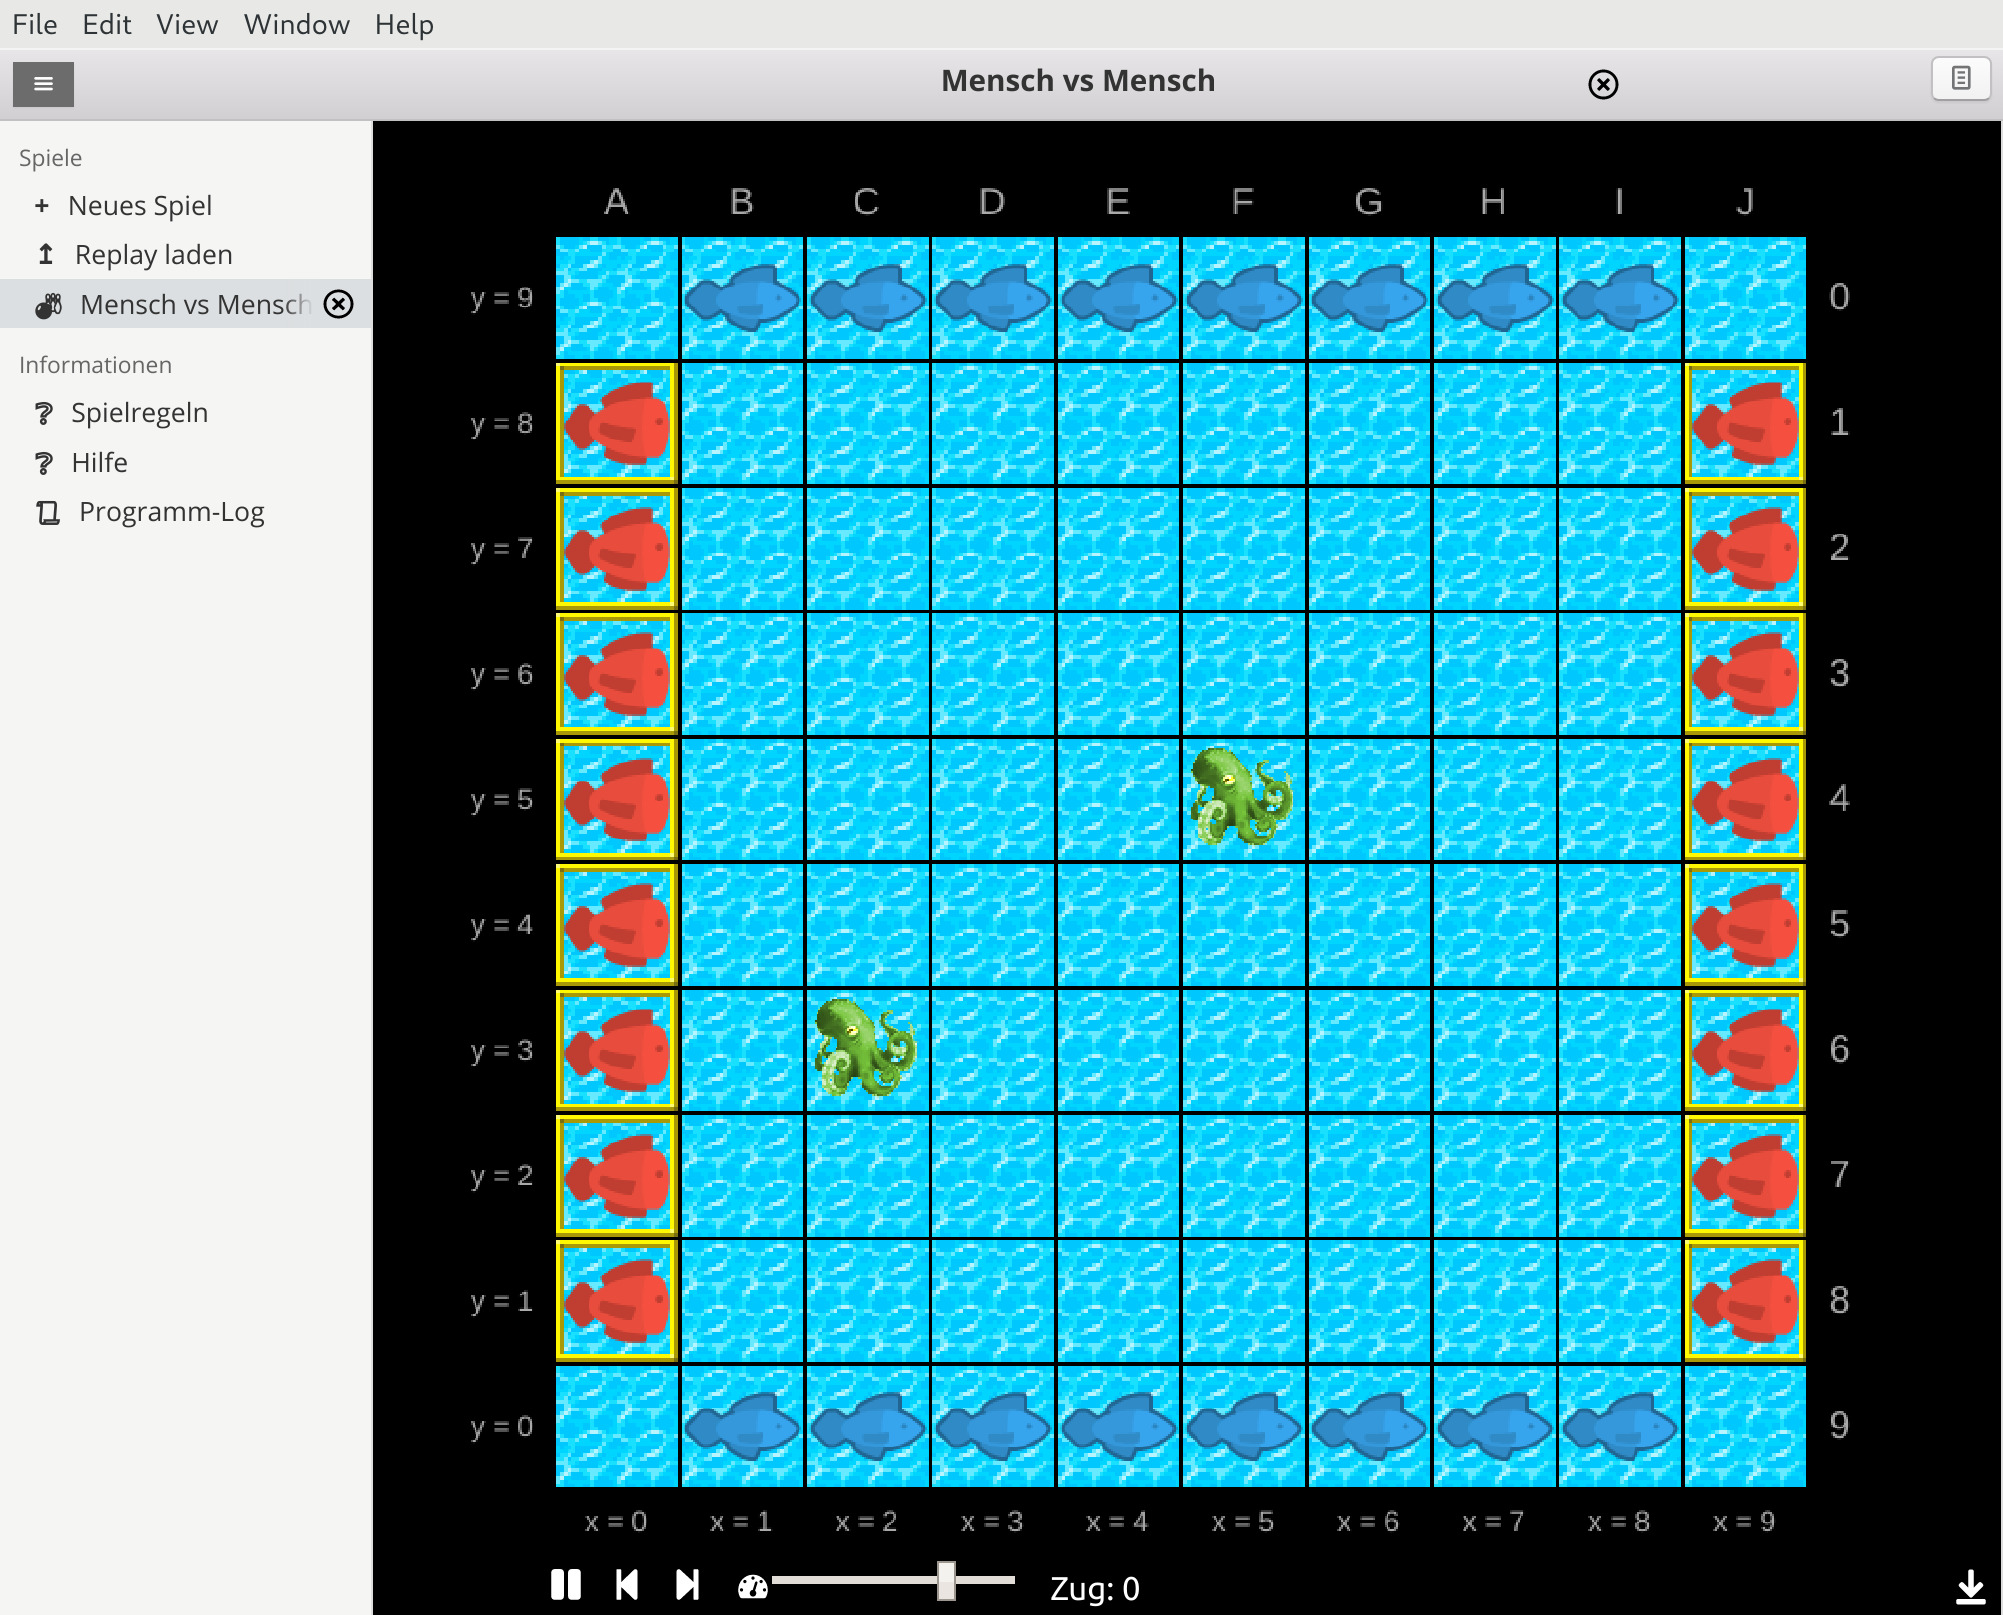 File Edit View Window Help
Mensch vs Mensch
Spiele
+ Neues Spiel
Replay laden
Mensch vs Mensch
Informationen
? Spielregeln
? Hilfe
Programm-Log
A B C D E F G H I J
y = 9 0
y = 8 1
y = 7 2
y = 6 3
y = 5 4
y = 4 5
y = 3 6
y = 2 7
y = 1 8
y = 0 9
x = 0 x = 1 x = 2 x = 3 x = 4 x = 5 x = 6 x = 7 x = 8 x = 9
Zug: 0